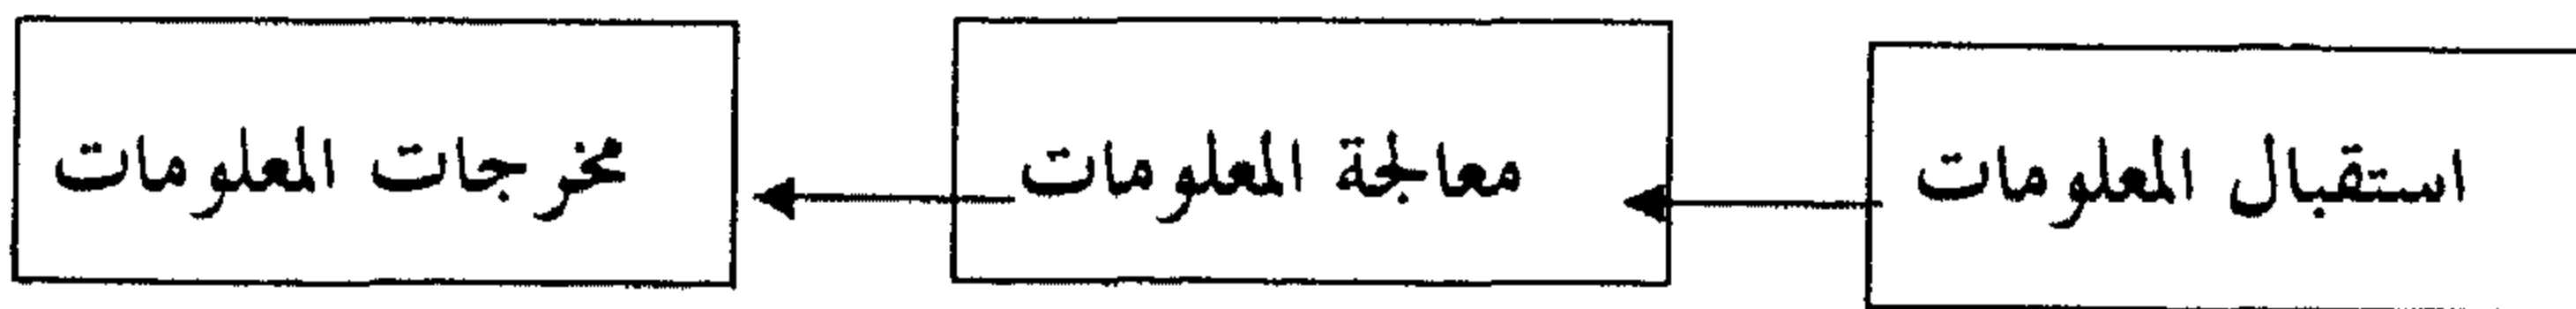 استقبال المعلومات
معالجة المعلومات
مخرجات المعلومات